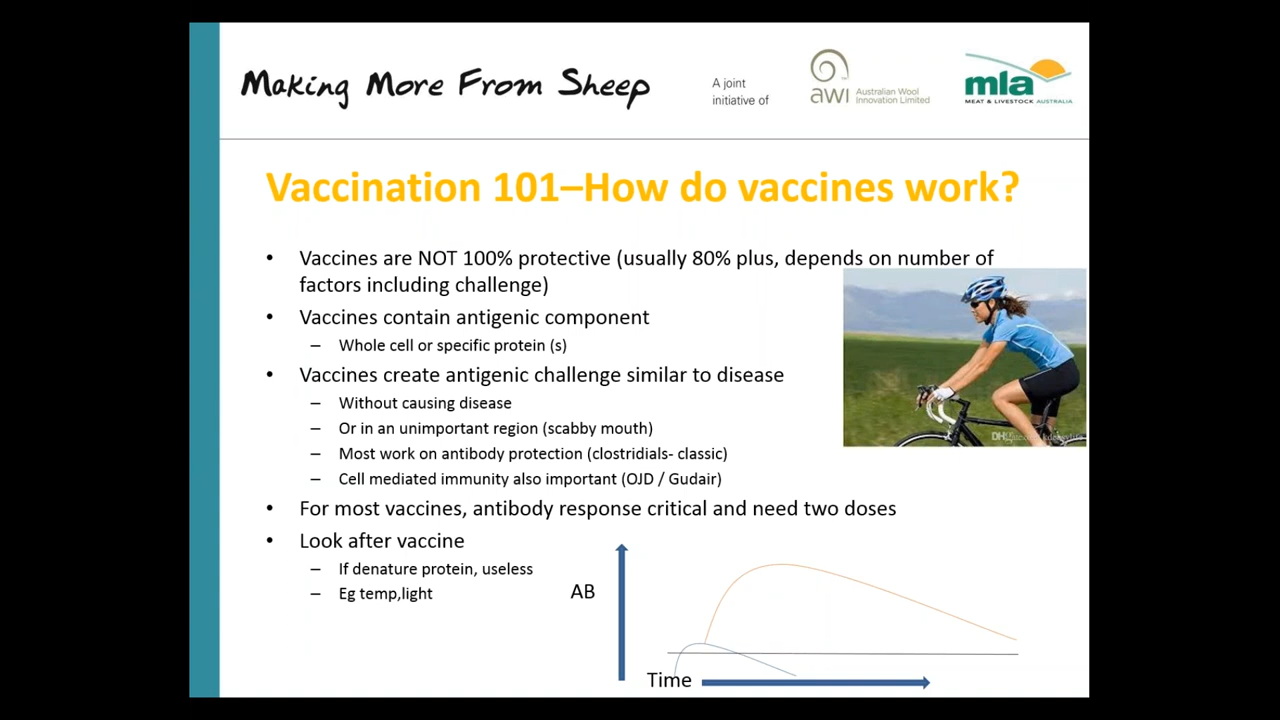 Making More From Sheep
A joint
initiative of
AWI
Australian Wool
Innovation Limited
mla
MEAT & LIVESTOCK AUSTRALIA
Vaccination 101–How do vaccines work?
• Vaccines are NOT 100% protective (usually 80% plus, depends on number of
factors including challenge)
• Vaccines contain antigenic component
– Whole cell or specific protein (s)
• Vaccines create antigenic challenge similar to disease
– Without causing disease
– Or in an unimportant region (scabby mouth)
– Most work on antibody protection (clostridials- classic)
– Cell mediated immunity also important (OJD / Gudair)
• For most vaccines, antibody response critical and need two doses
• Look after vaccine
– If denature protein, useless
– Eg temp,light
AB
Time